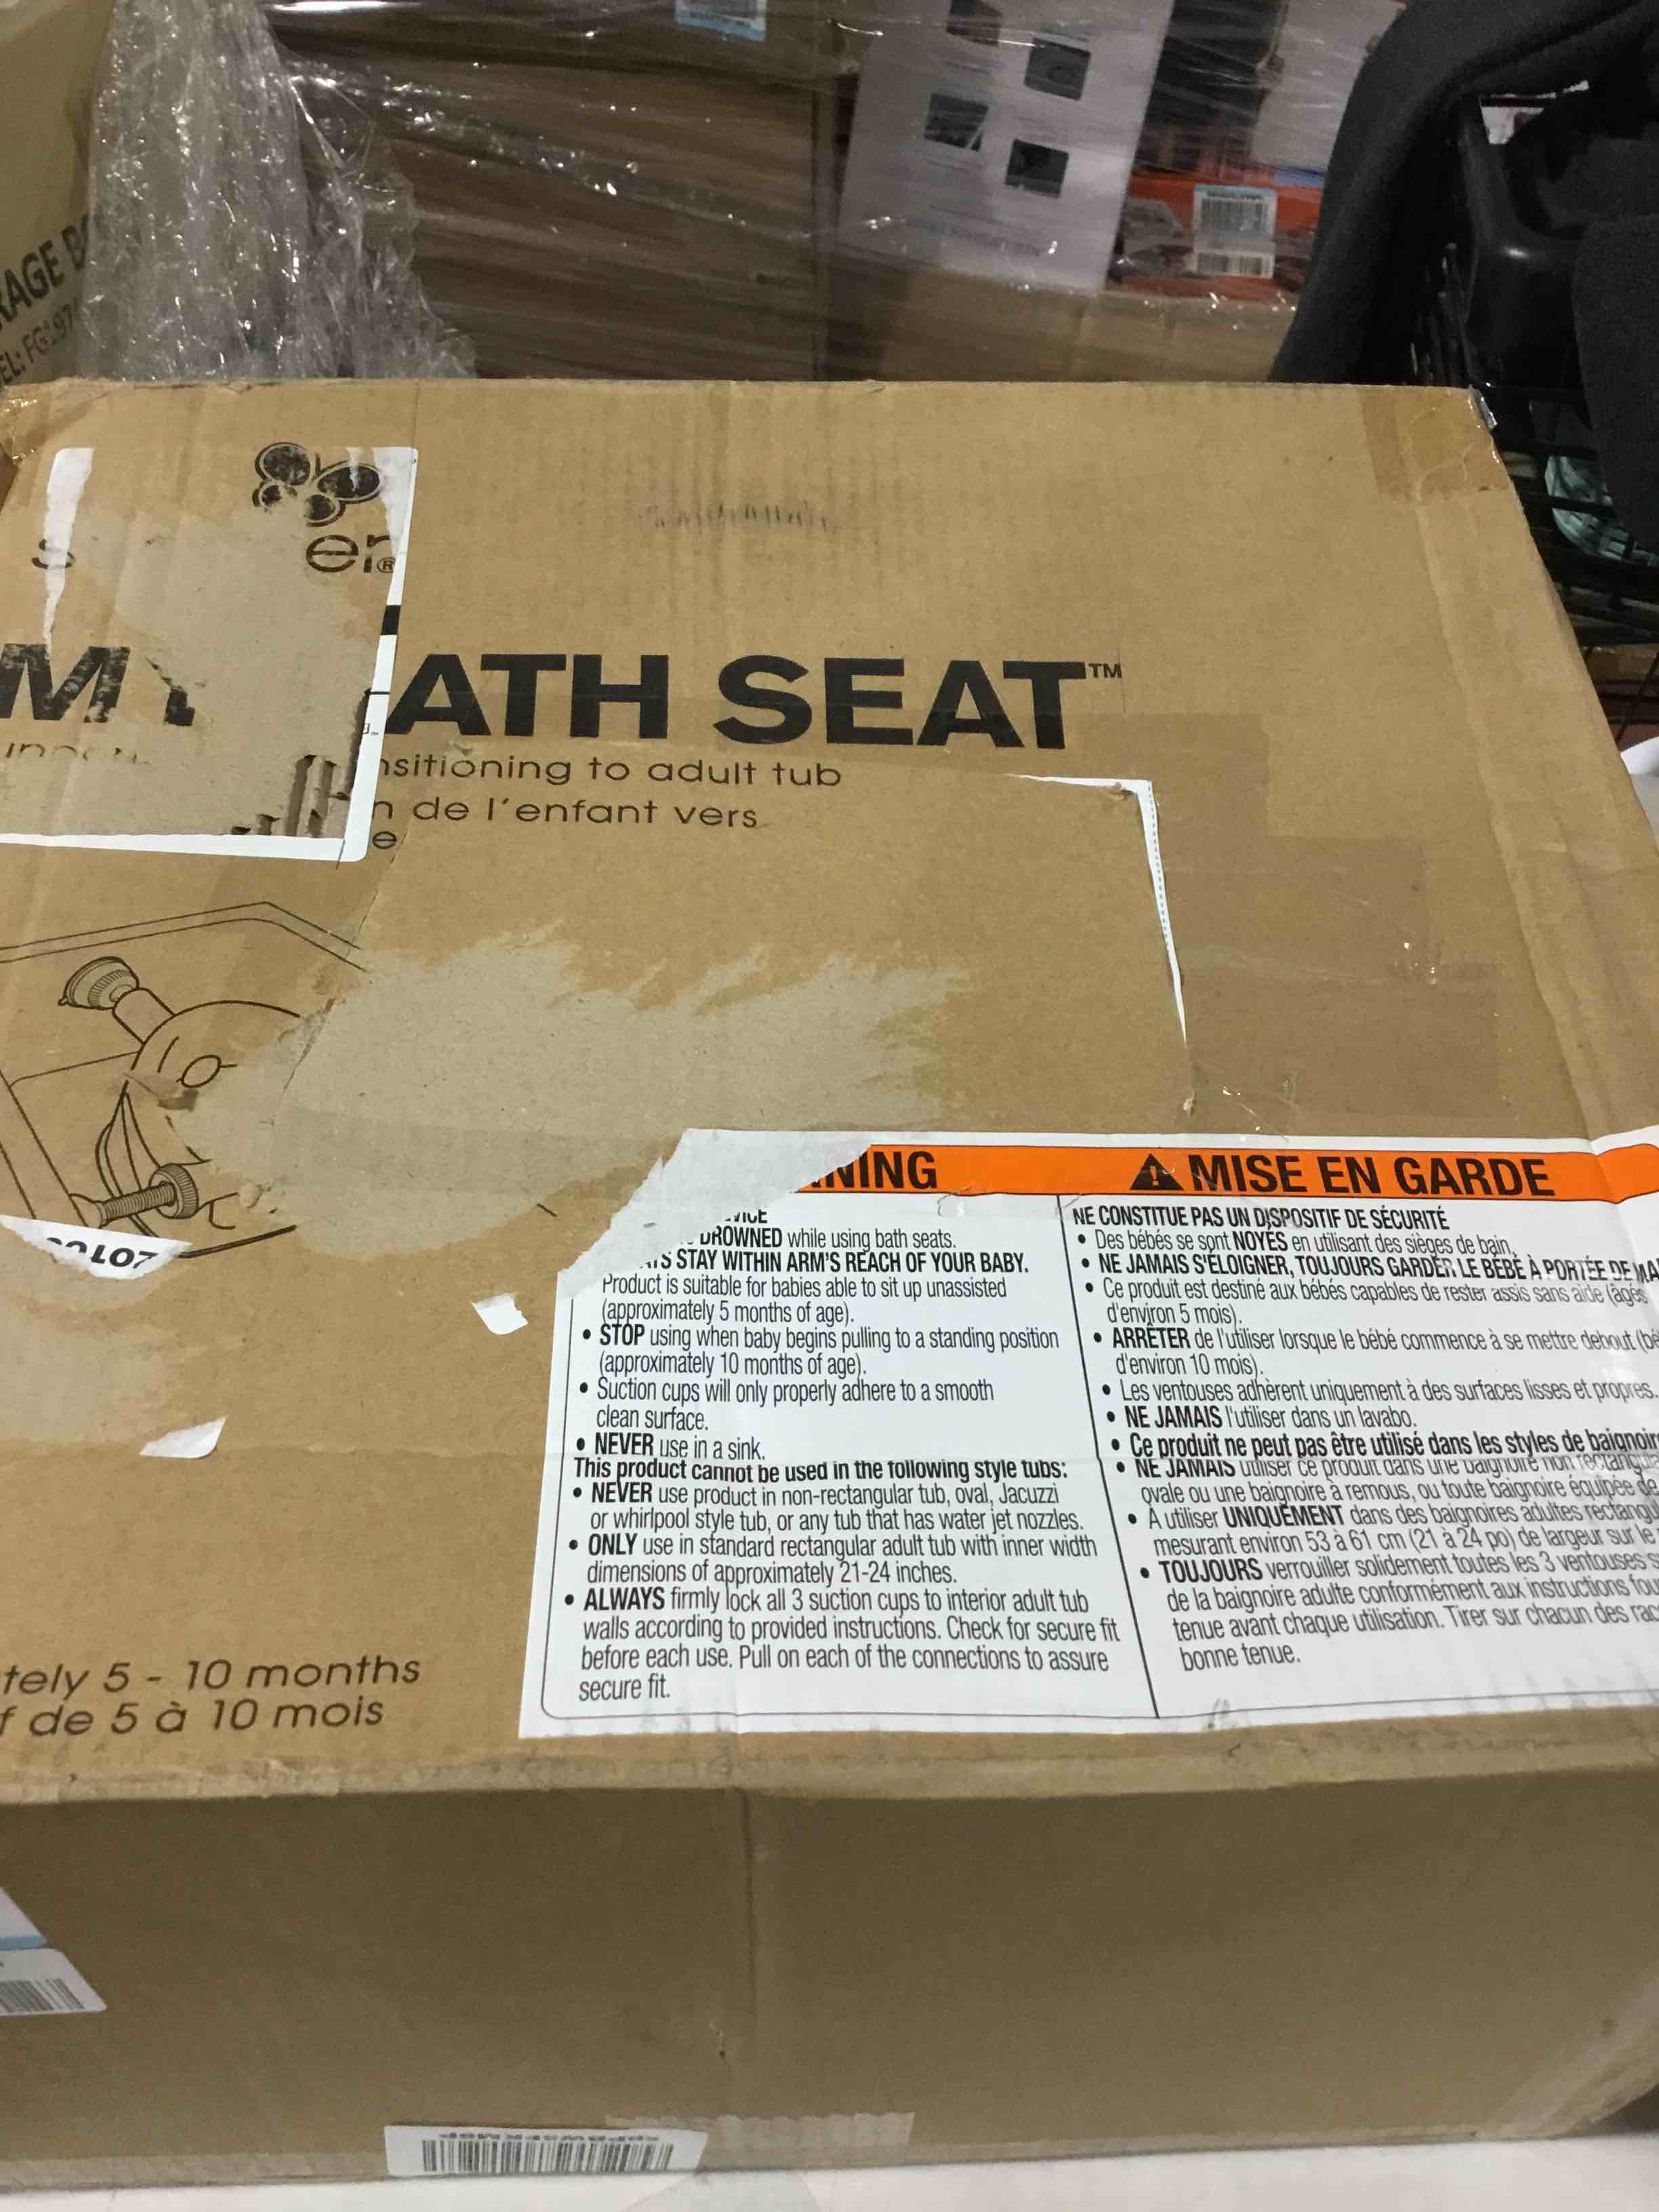 RAGE
EL: FG197
s
er®
MY
ATH SEAT™
nsitioning to adult tub
n de l'enfant vers
e
NING
MISE EN GARDE
VICE
DROWNED while using bath seats.
S STAY WITHIN ARM'S REACH OF YOUR BABY.
Product is suitable for babies able to sit up unassisted
(approximately 5 months of age).
• STOP using when baby begins pulling to a standing position
(approximately 10 months of age).
• Suction cups will only properly adhere to a smooth
clean surface.
• NEVER use in a sink.
This product cannot be used in the following style tubs:
• NEVER use product in non-rectangular tub, oval, Jacuzzi
or whirlpool style tub, or any tub that has water jet nozzles.
• ONLY use in standard rectangular adult tub with inner width
dimensions of approximately 21-24 inches.
• ALWAYS firmly lock all 3 suction cups to interior adult tub
walls according to provided instructions. Check for secure fit
before each use. Pull on each of the connections to assure
secure fit.
NE CONSTITUE PAS UN DISPOSITIF DE SÉCURITÉ
• Des bébés se sont NOYÉS en utilisant des sièges de bain.
• NE JAMAIS S'ÉLOIGNER, TOUJOURS GARDER LE BÉBÉ À PORTÉE DE MA
• Ce produit est destiné aux bébés capables de rester assis sans aide (âgés
d'environ 5 mois).
• ARRÊTER de l'utiliser lorsque le bébé commence à se mettre debout (bé
d'environ 10 mois).
• Les ventouses adhèrent uniquement à des surfaces lisses et propres.
• NE JAMAIS l'utiliser dans un lavabo.
• Ce produit ne peut pas être utilisé dans les styles de baignoir
• NE JAMAIS utiliser ce produit dans une baignoire non rectangula
ovale ou une baignoire à remous, ou toute baignoire équipée de
• À utiliser UNIQUEMENT dans des baignoires adultes rectangu
mesurant environ 53 à 61 cm (21 à 24 po) de largeur sur le
• TOUJOURS verrouiller solidement toutes les 3 ventouses s
de la baignoire adulte conformément aux instructions fou
tenue avant chaque utilisation. Tirer sur chacun des rac
bonne tenue.
tely 5 - 10 months
f de 5 à 10 mois